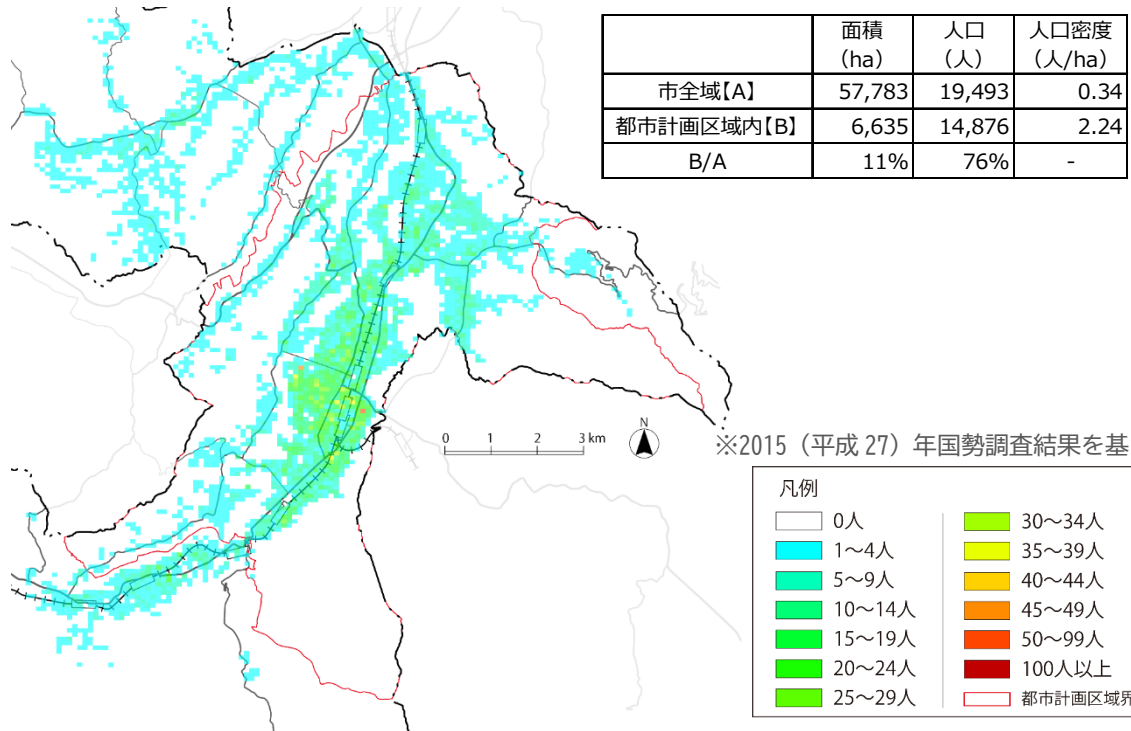 面積 人口 人口密度
(ha) (人) (人/ha)
市全域【A】 57,783 19,493 0.34
都市計画区域内【B】 6,635 14,876 2.24
B/A 11% 76% -
N
0 1 2 3 km
※2015（平成 27）年国勢調査結果を基
凡例
0人
1～4人
5～9人
10～14人
15～19人
20～24人
25～29人
30～34人
35～39人
40～44人
45～49人
50～99人
100人以上
都市計画区域界